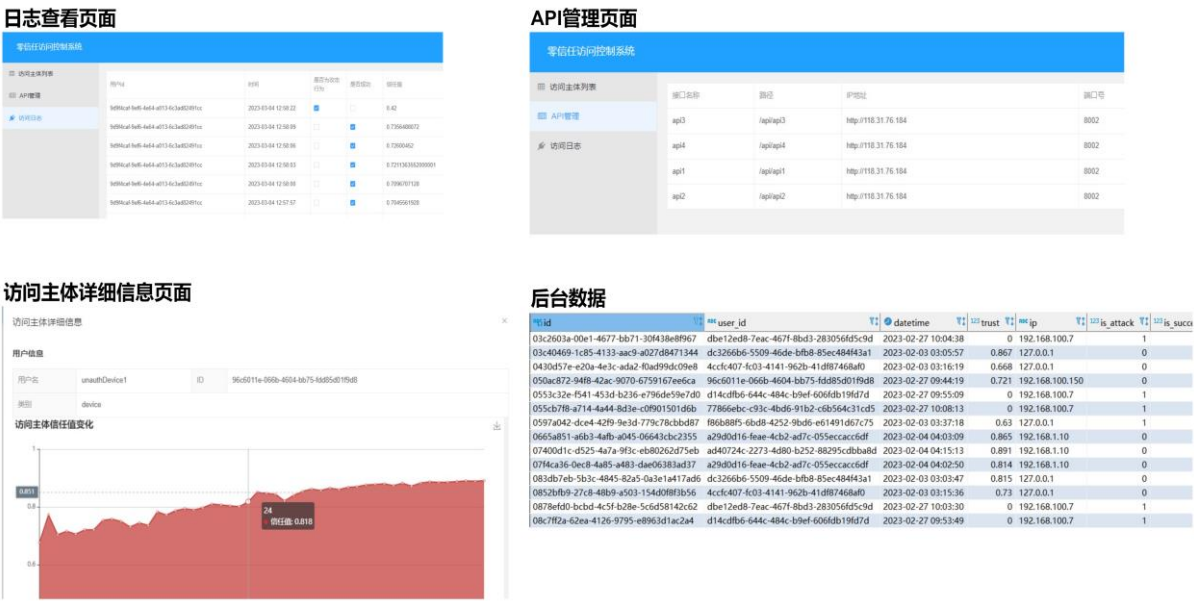 日志查看页面
零信任访问控制系统
访问主体列表
API管理
访问日志
用户id 时间 是否为攻击行为 是否成功 信任值
2023-03-04 12:58:22 0.42
2023-03-04 12:58:09
2023-03-04 12:58:06
2023-03-04 12:58:03
2023-03-04 12:58:00
2023-03-04 12:57:57
API管理页面
零信任访问控制系统
访问主体列表
API管理
访问日志
接口名称 路径 IP地址 端口号
api3 /api/api3 http://118.31.76.184 8002
api4 /api/api4 http://118.31.76.184 8002
api1 /api/api1 http://118.31.76.184 8002
api2 /api/api2 http://118.31.76.184 8002
访问主体详细信息页面
访问主体详细信息
用户信息
用户名 unauthDevice1 ID 96c6011e-066b-4604-bb75-fdd85d01f9d8
类别 device
访问主体信任值变化
1
0.851
0.8
0.6
24
信任值: 0.818
后台数据
id user_id datetime 123 trust ip 123 is_attack 123 is_succe
03c2603a-00e1-4677-bb71-30f438e8f967 dbe12ed8-7eac-467f-8bd3-283056fd5c9d 2023-02-27 10:04:38 0 192.168.100.7 1
03c40469-1c85-4133-aac9-a027d8471344 dc3266b6-5509-46de-bfb8-85ec484f43a1 2023-02-03 03:05:57 0.867 127.0.0.1 0
0430d57e-e20a-4e3c-ada2-f0ad99dc09e8 4ccfc407-fc03-4141-962b-41df87468af0 2023-02-03 03:16:19 0.668 127.0.0.1 0
050ac872-94f8-42ac-9070-6759167ee6ca 96c6011e-066b-4604-bb75-fdd85d01f9d8 2023-02-27 09:44:19 0.721 192.168.100.150 0
0553c32e-f541-453d-b236-e796de59e7d0 d14cdfb6-644c-484c-b9ef-606fdb19fd7d 2023-02-27 09:55:09 0 192.168.100.7 1
055cb7f8-a714-4a44-8d3e-c0f901501d6b 77866ebc-c93c-4bd6-91b2-c6b564c31cd5 2023-02-27 10:08:13 0 192.168.100.7 1
0597a042-dce4-42f9-9e3d-779c78cbbd87 f86b88f5-6bd8-4252-9bd6-e61491d67c75 2023-02-03 03:37:18 0.63 127.0.0.1 1
0665a851-a6b3-4afb-a045-06643cbc2355 a29d0d16-feae-4cb2-ad7c-055eccacc6df 2023-02-04 04:03:09 0.865 192.168.1.10 0
07400d1c-d525-4a7a-9f3c-eb80262d75eb ad40724c-2273-4d80-b252-88295cdbba8d 2023-02-04 04:15:13 0.891 192.168.1.10 0
07f4ca36-0ec8-4a85-a483-dae06383ad37 a29d0d16-feae-4cb2-ad7c-055eccacc6df 2023-02-04 04:02:50 0.814 192.168.1.10 0
083db7eb-5b3c-4845-82a5-0a3e1a417ad6 dc3266b6-5509-46de-bfb8-85ec484f43a1 2023-02-03 03:03:47 0.815 127.0.0.1 0
0852bfb9-27c8-48b9-a503-154d0f8f3b56 4ccfc407-fc03-4141-962b-41df87468af0 2023-02-03 03:15:36 0.73 127.0.0.1 0
0878efd0-bcbd-4c5f-b28e-5c6d58142c62 dbe12ed8-7eac-467f-8bd3-283056fd5c9d 2023-02-27 10:03:30 0 192.168.100.7 1
08c7ff2a-62ea-4126-9795-e8963d1ac2a4 d14cdfb6-644c-484c-b9ef-606fdb19fd7d 2023-02-27 09:53:49 0 192.168.100.7 1